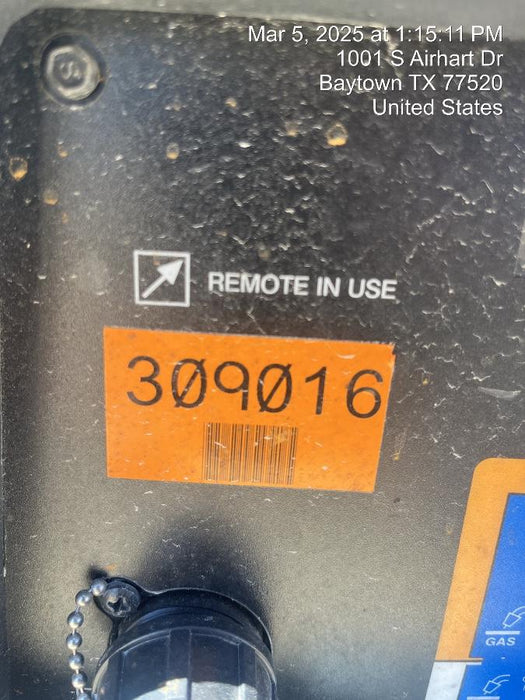 Mar 5, 2025 at 1:15:11 PM
1001 S Airhart Dr
Baytown TX 77520
United States
REMOTE IN USE
309016
GAS